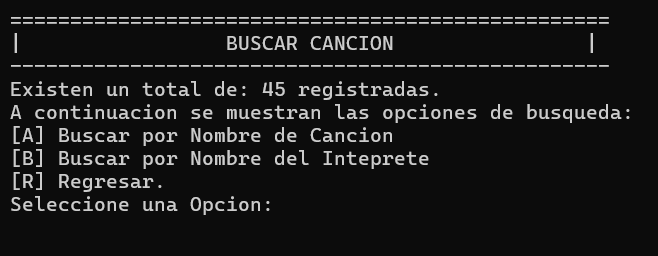 ==================================================
|                 BUSCAR CANCION                |
--------------------------------------------------
Existen un total de: 45 registradas.
A continuacion se muestran las opciones de busqueda:
[A] Buscar por Nombre de Cancion
[B] Buscar por Nombre del Inteprete
[R] Regresar.
Seleccione una Opcion: